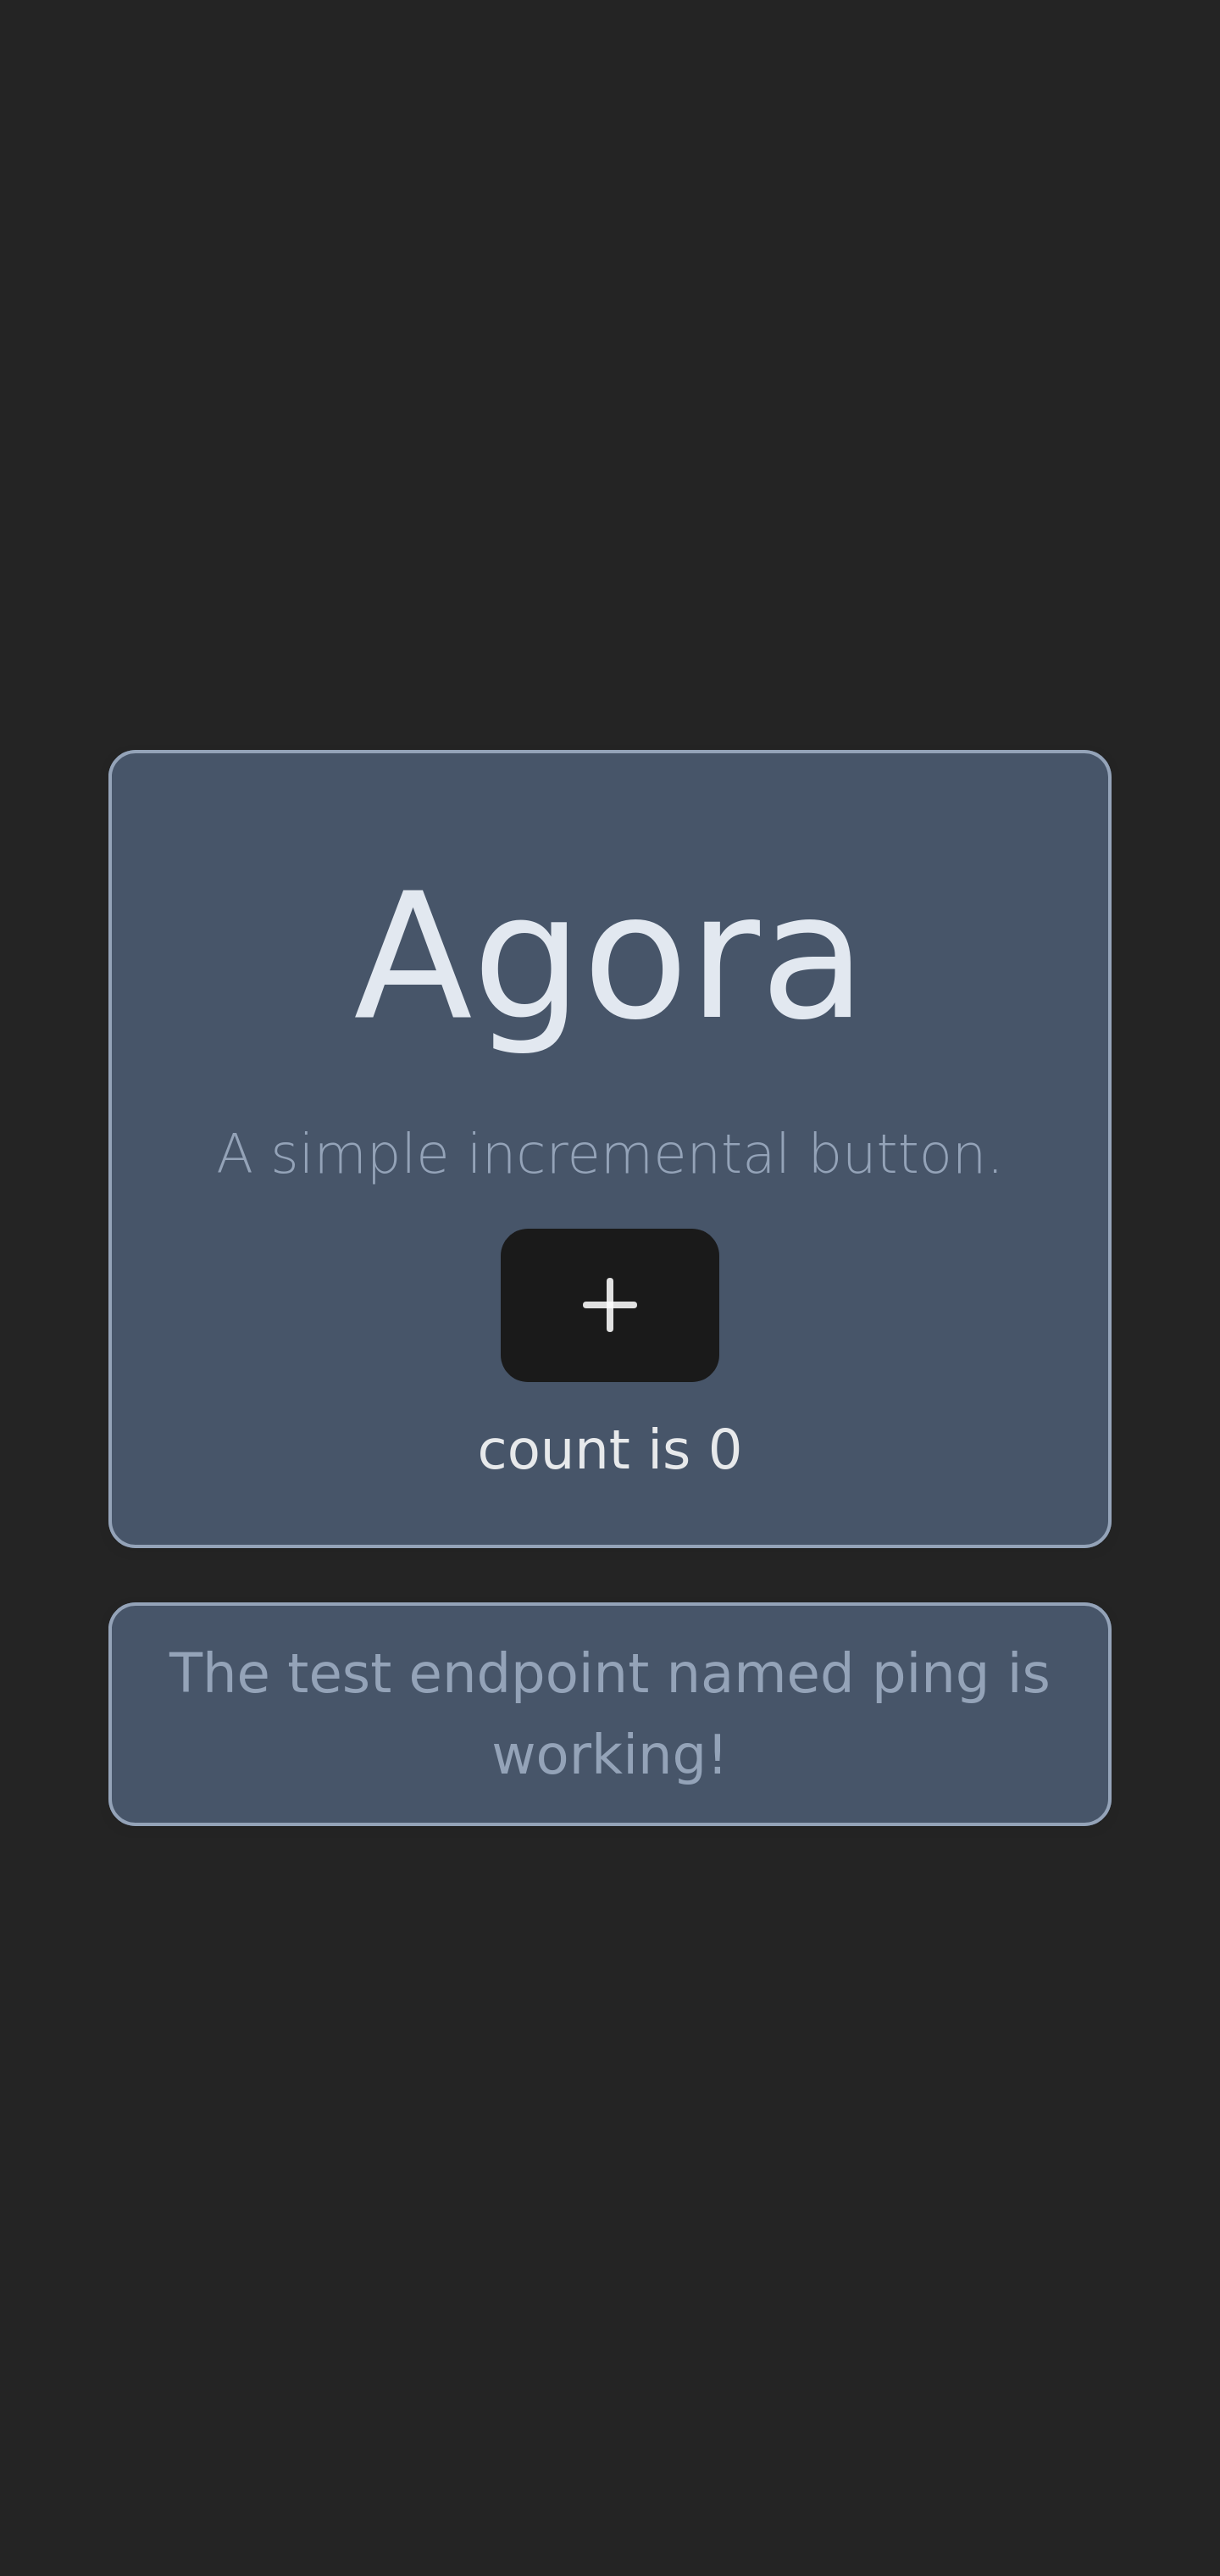 Agora
A simple incremental button.
count is 0
The test endpoint named ping is
working!